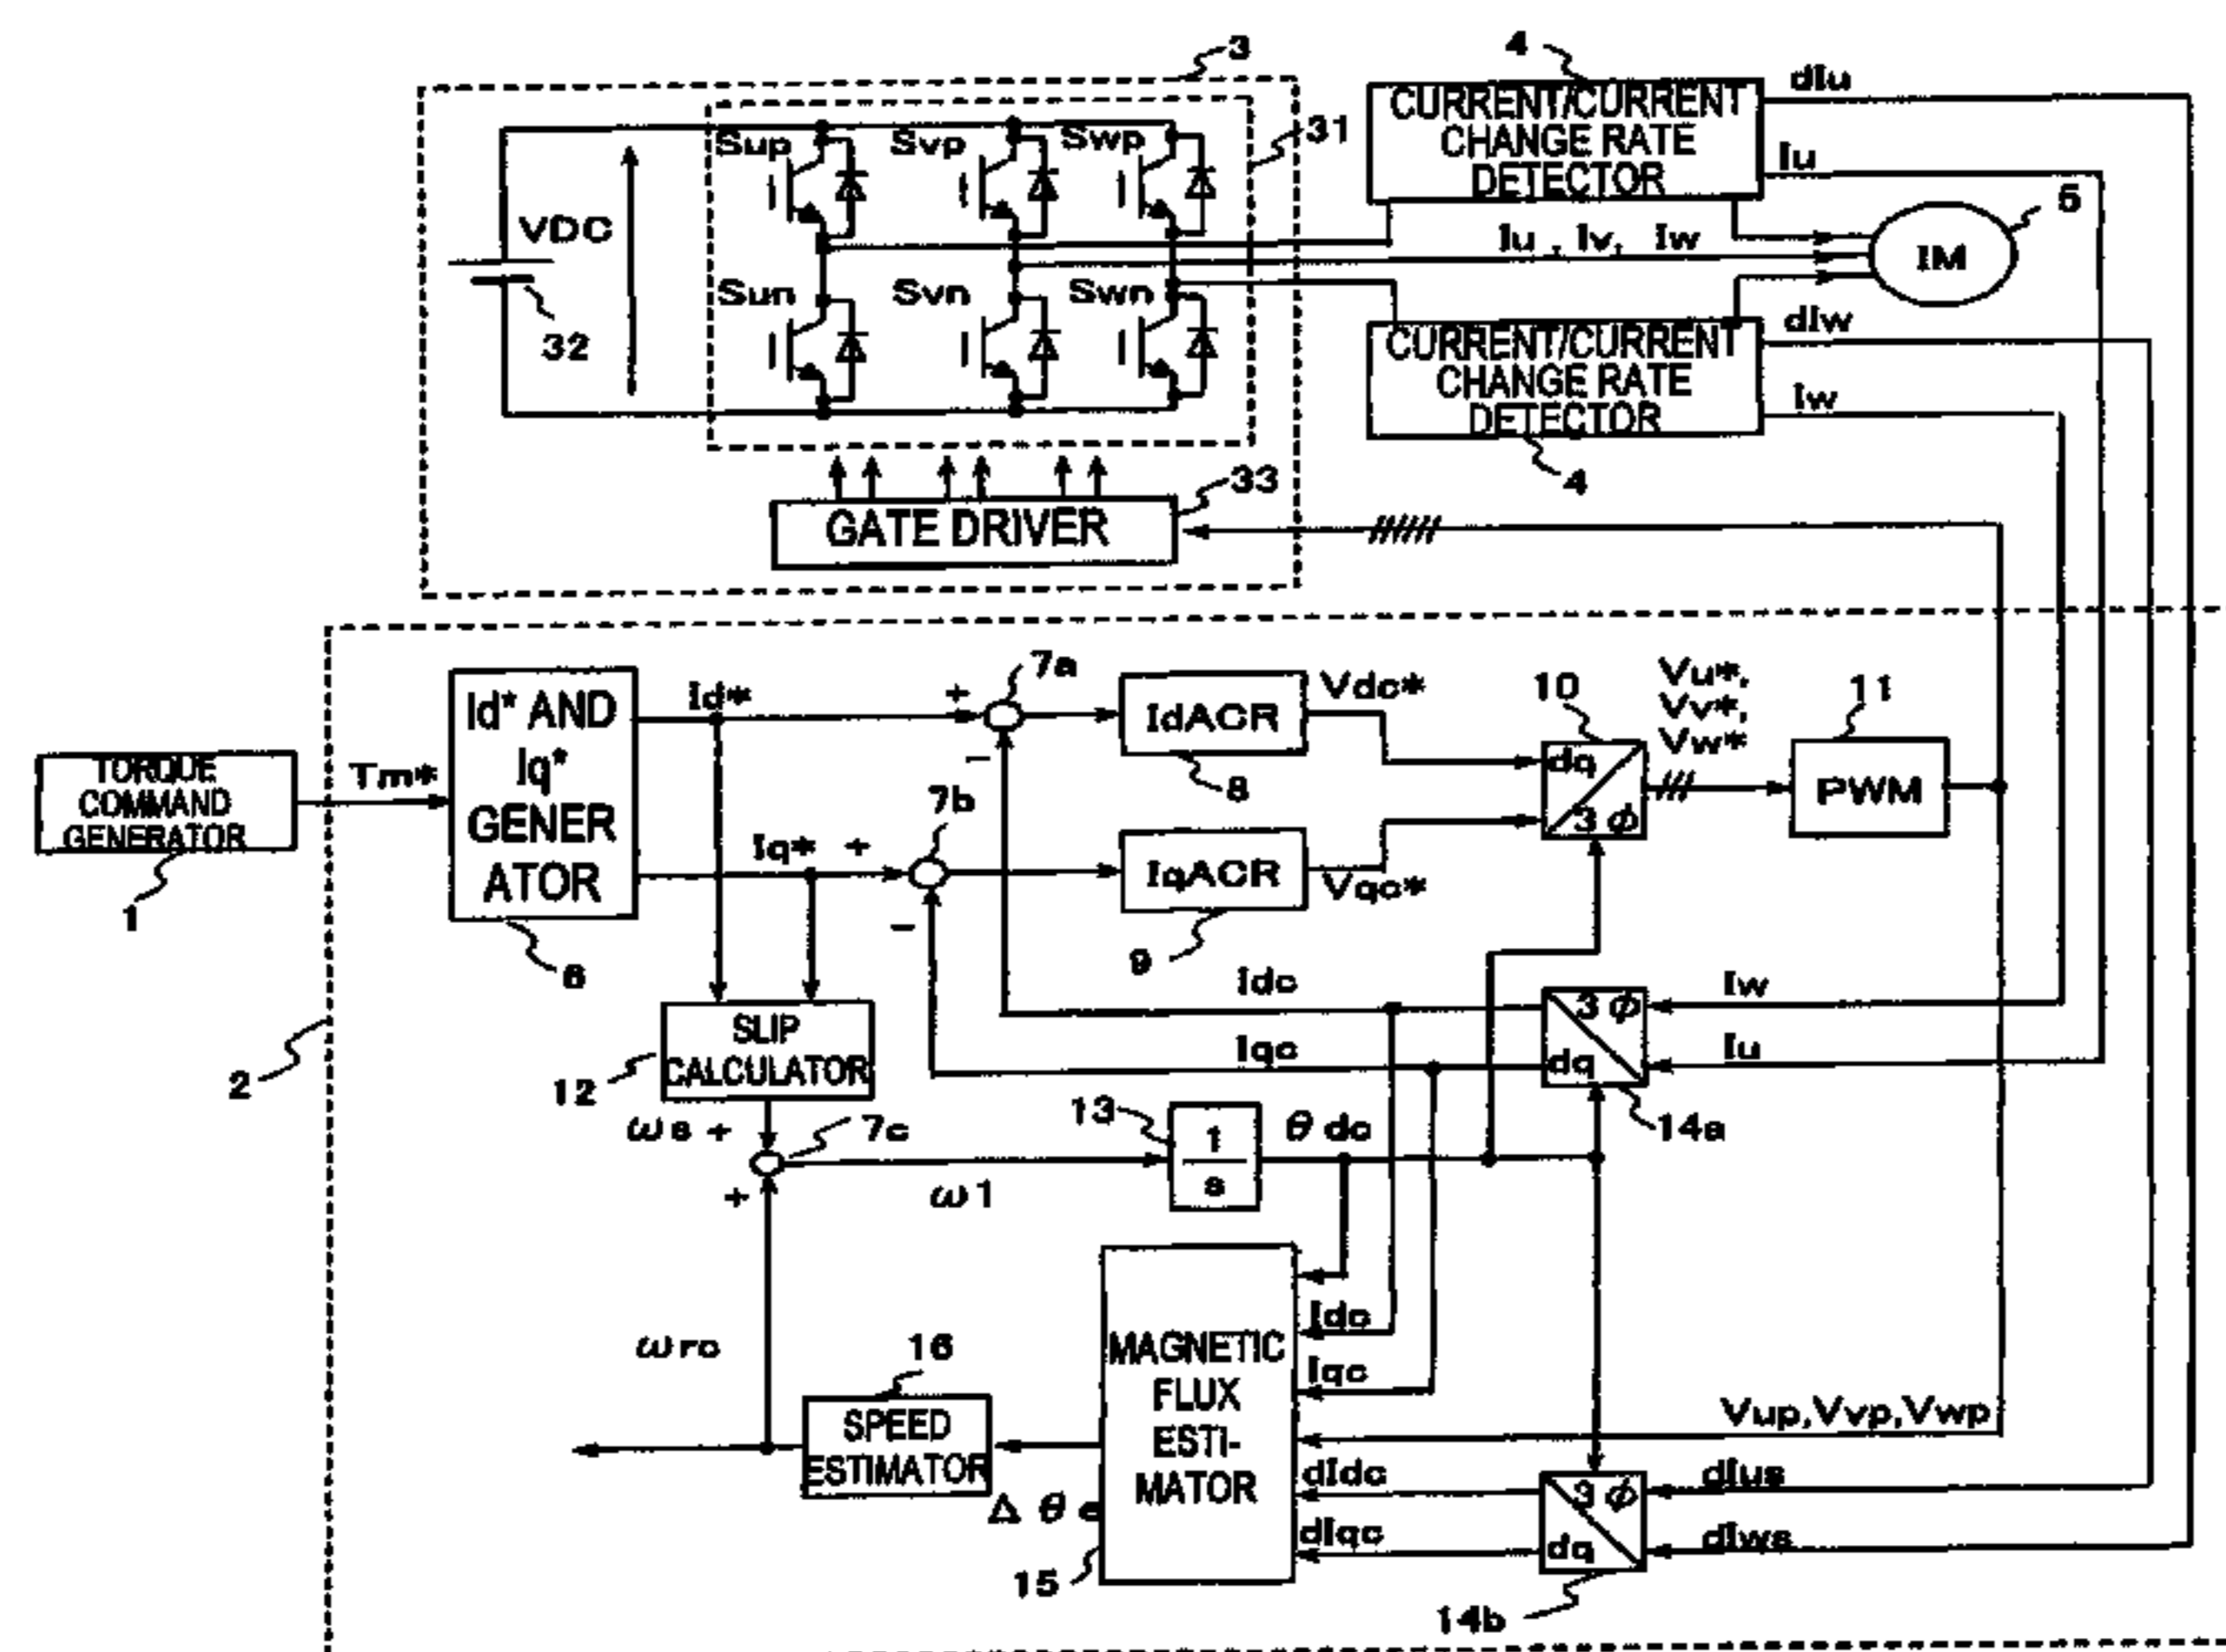 3
4
CURRENT/CURRENT
CHANGE RATE
DETECTOR
dIu
Iu
31
Sup
Svp
Swp
VDC
Iu , Iv, Iw
5
IM
Sun
Svn
Swn
32
CURRENT/CURRENT
CHANGE RATE
DETECTOR
dIw
Iw
4
33
GATE DRIVER
TORQUE
COMMAND
GENERATOR
1
Tm*
Id* AND
Iq*
GENER
ATOR
6
Id*
+
7a
−
IdACR
8
Vdc*
10
dq
3 φ
Vu*,
Vv*,
Vw*
11
PWM
Iq*
+
7b
−
IqACR
9
Vqc*
2
SLIP
CALCULATOR
12
Idc
Iqc
3 φ
dq
Iw
Iu
14a
ωs +
7c
+
ω1
13
1
s
θdc
ωrc
16
SPEED
ESTIMATOR
MAGNETIC
FLUX
ESTI-
MATOR
Idc
Iqc
Vup,Vvp,Vwp
dIdc
dIqc
Δθe
15
3 φ
dq
dIus
dIws
14b